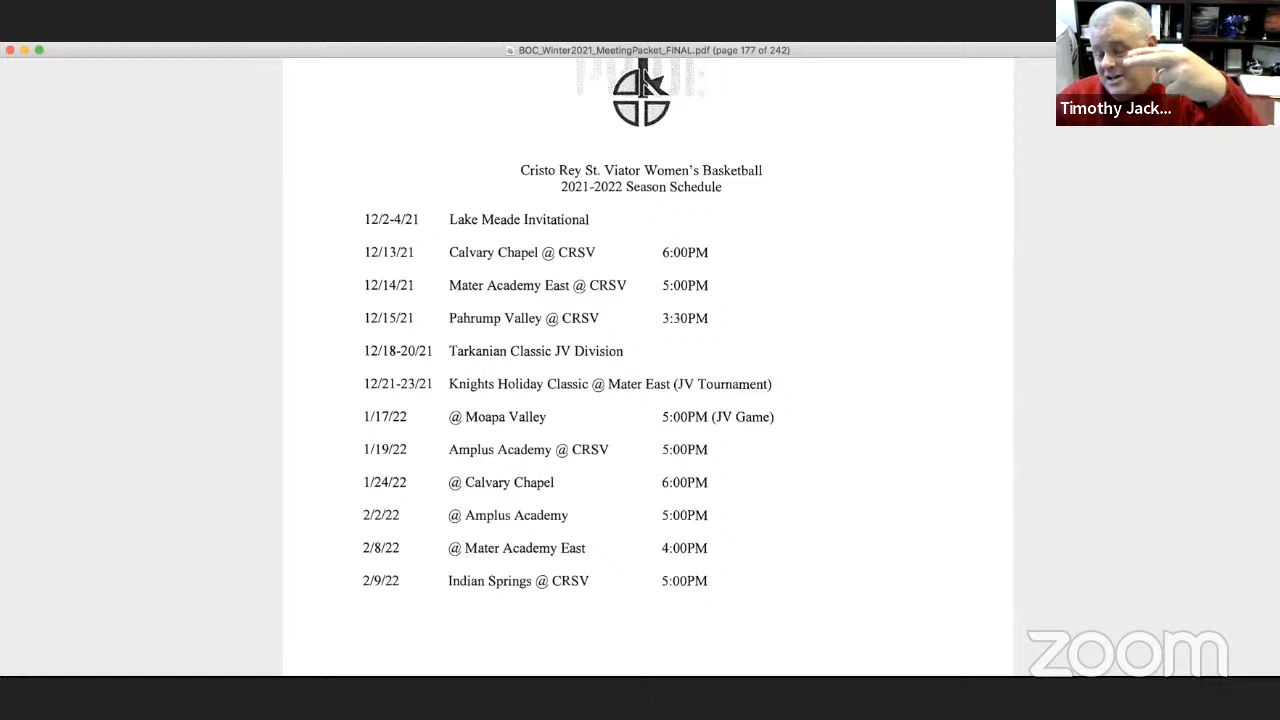 BOC_Winter2021_MeetingPacket_FINAL.pdf (page 177 of 242)
Timothy Jack...
Cristo Rey St. Viator Women's Basketball
2021-2022 Season Schedule
12/2-4/21 Lake Meade Invitational
12/13/21 Calvary Chapel @ CRSV 6:00PM
12/14/21 Mater Academy East @ CRSV 5:00PM
12/15/21 Pahrump Valley @ CRSV 3:30PM
12/18-20/21 Tarkanian Classic JV Division
12/21-23/21 Knights Holiday Classic @ Mater East (JV Tournament)
1/17/22 @ Moapa Valley 5:00PM (JV Game)
1/19/22 Amplus Academy @ CRSV 5:00PM
1/24/22 @ Calvary Chapel 6:00PM
2/2/22 @ Amplus Academy 5:00PM
2/8/22 @ Mater Academy East 4:00PM
2/9/22 Indian Springs @ CRSV 5:00PM
zoom